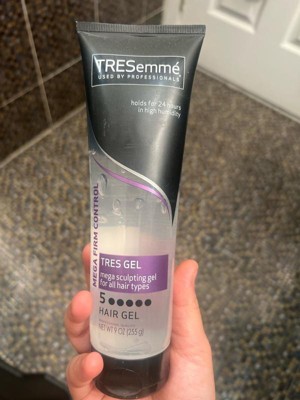 TRESemmé
USED BY PROFESSIONALS
holds for 24 hours
in high humidity
MEGA FIRM CONTROL
TRES GEL
mega sculpting gel
for all hair types
5
HAIR GEL
NET WT 9 OZ (255 g)